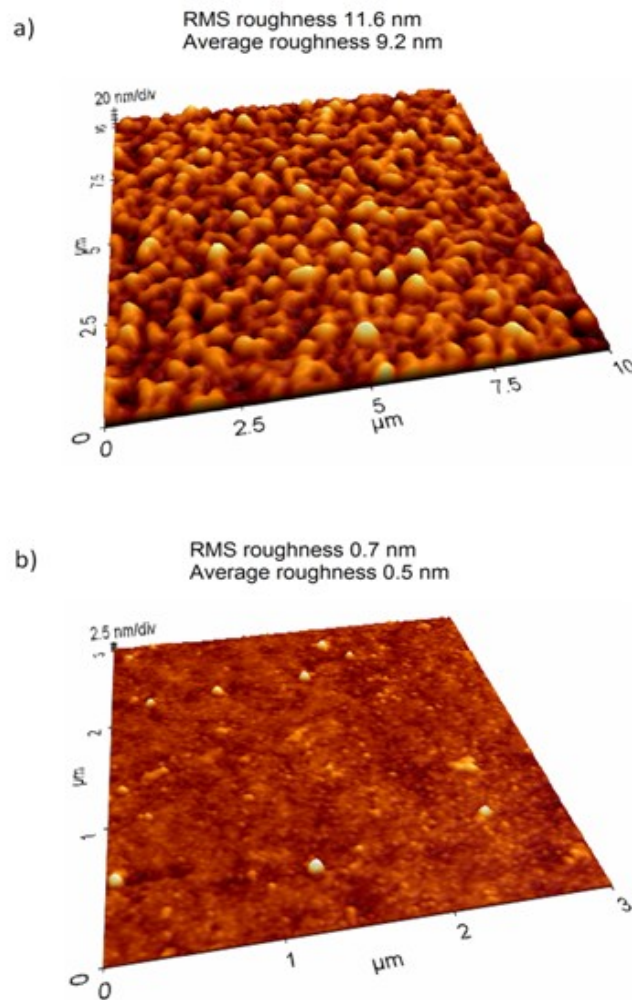 a)
RMS roughness 11.6 nm
Average roughness 9.2 nm
20 nm/div
7.5
5
µm
2.5
0
0
2.5
5
7.5
10
µm
b)
RMS roughness 0.7 nm
Average roughness 0.5 nm
2.5 nm/div
3
2
µm
1
0
0
1
2
3
µm